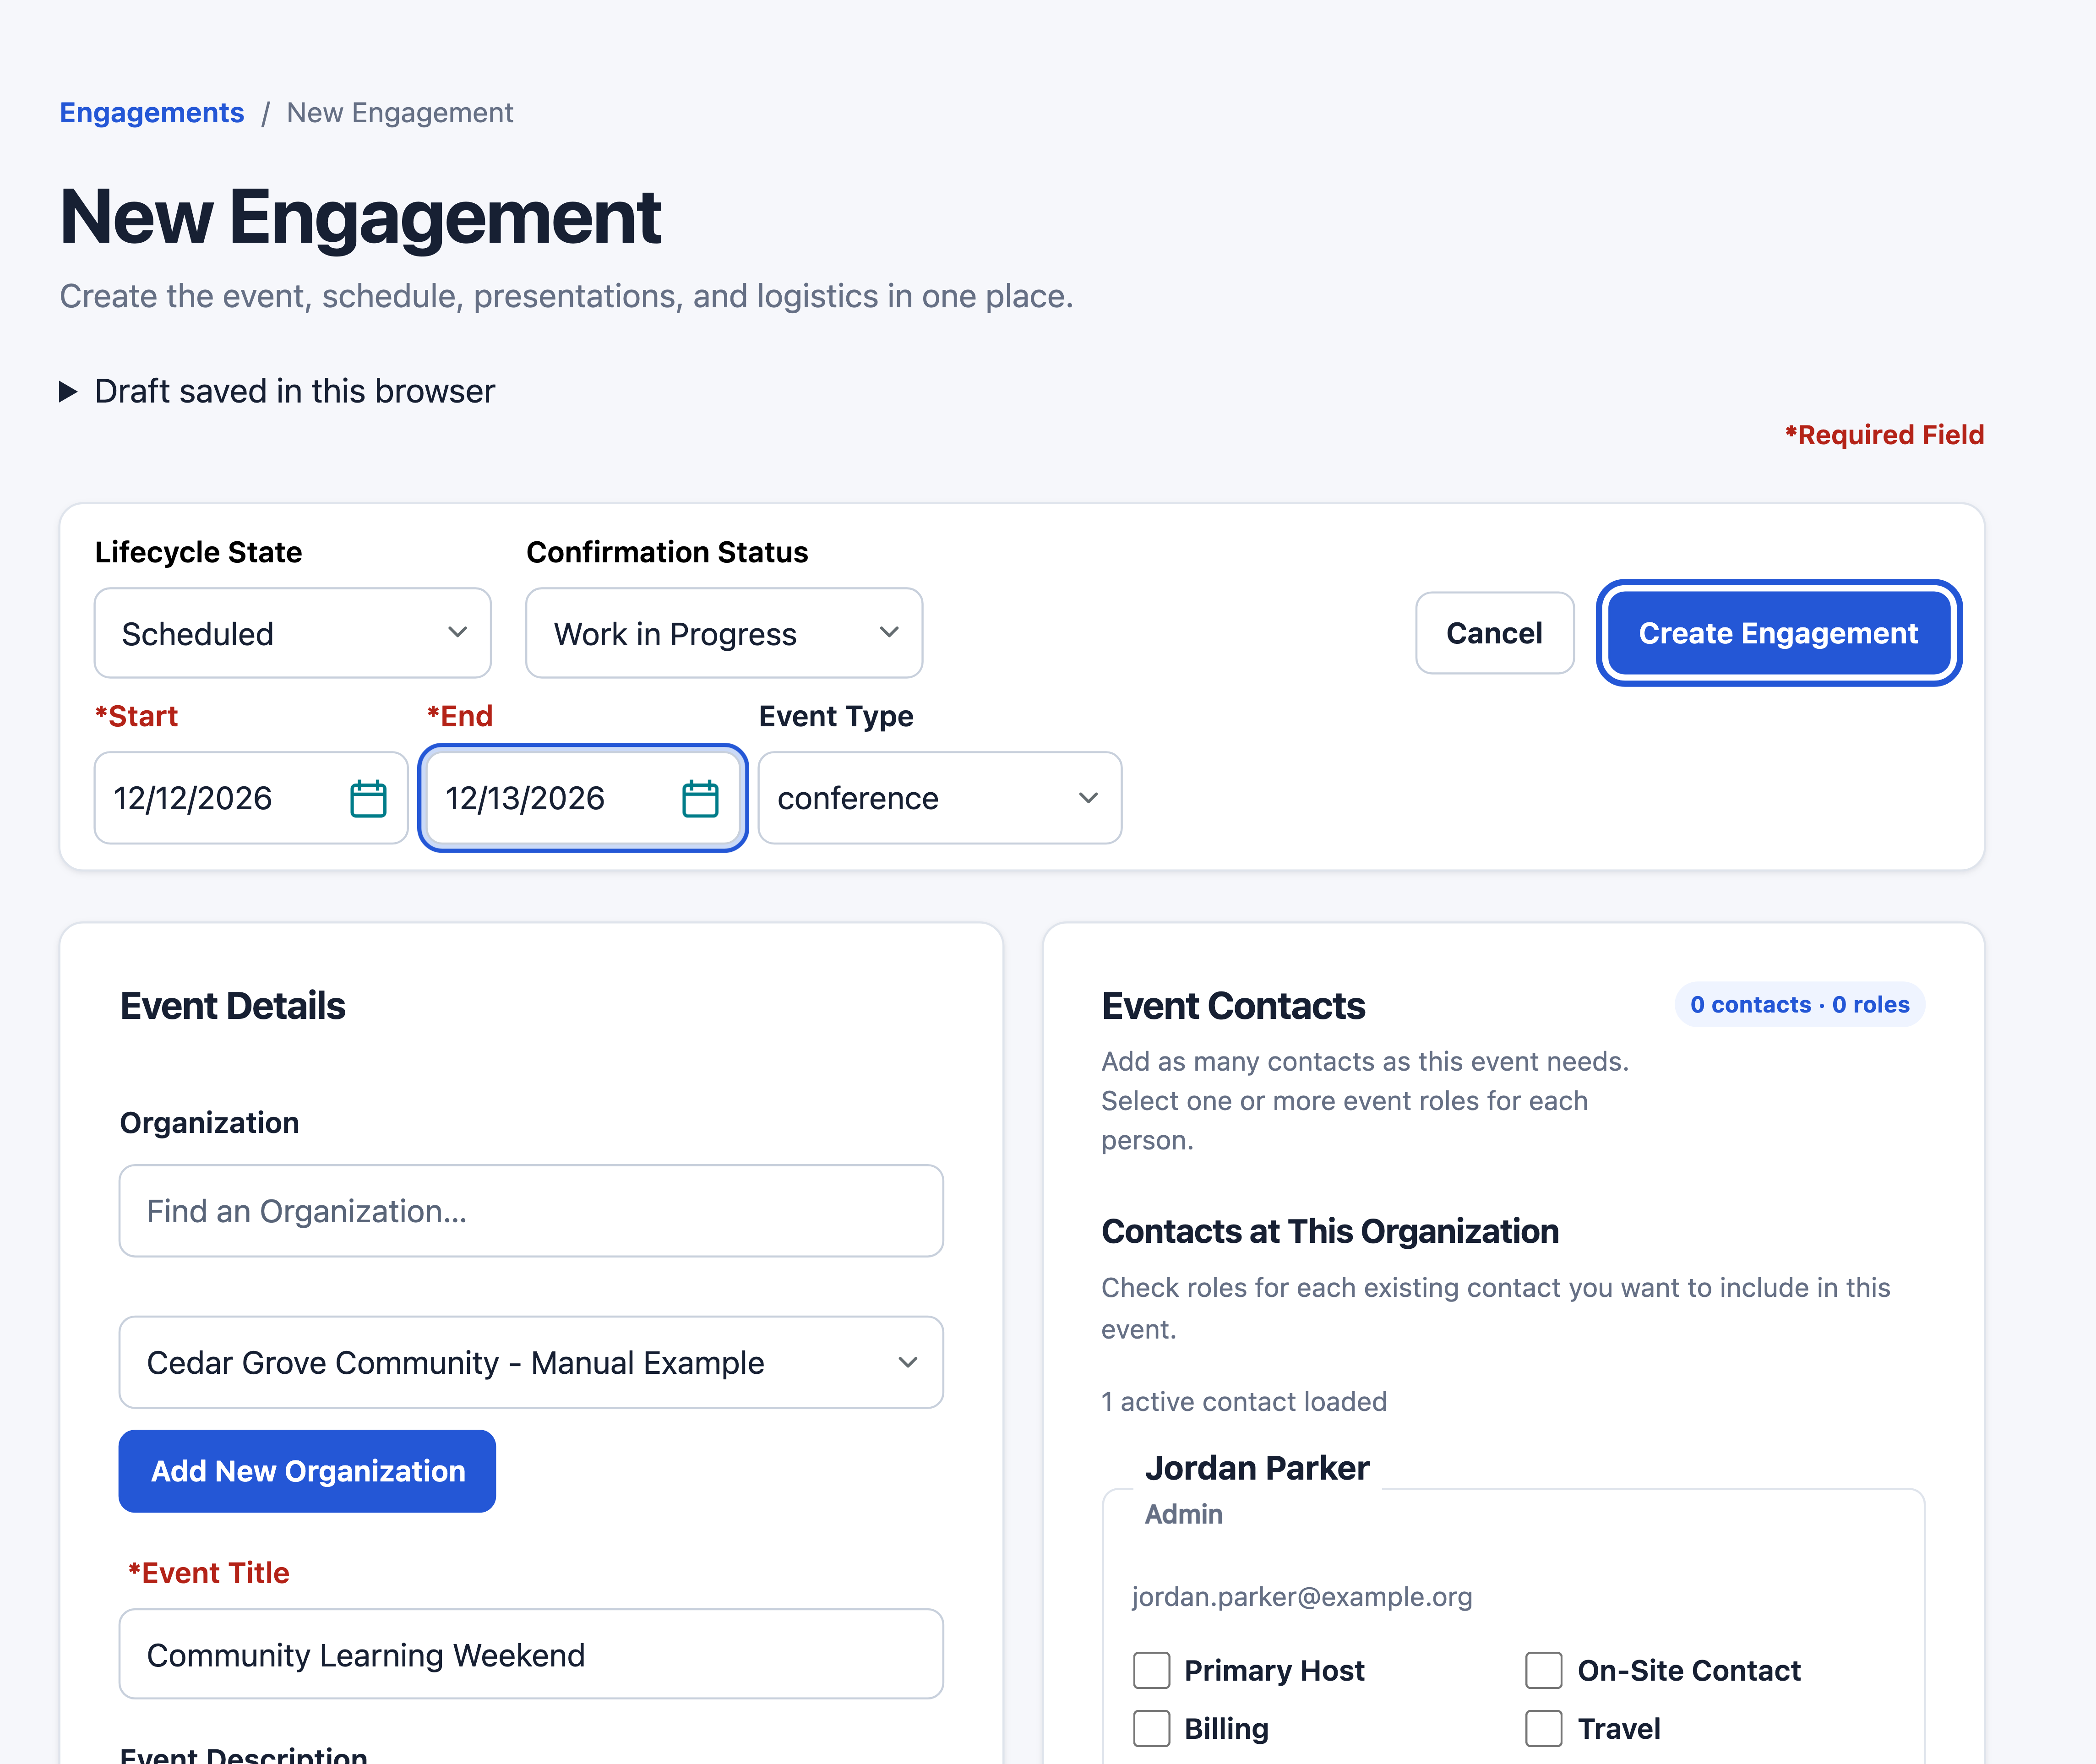 Engagements / New Engagement
New Engagement
Create the event, schedule, presentations, and logistics in one place.
Draft saved in this browser
*Required Field
Lifecycle State
Confirmation Status
Scheduled
Work in Progress
Cancel
Create Engagement
*Start
*End
Event Type
12/12/2026
12/13/2026
conference
Event Details
Organization
Find an Organization...
Cedar Grove Community - Manual Example
Add New Organization
*Event Title
Community Learning Weekend
Event Description
Event Contacts
0 contacts · 0 roles
Add as many contacts as this event needs.
Select one or more event roles for each
person.
Contacts at This Organization
Check roles for each existing contact you want to include in this
event.
1 active contact loaded
Jordan Parker
Admin
jordan.parker@example.org
Primary Host
On-Site Contact
Billing
Travel